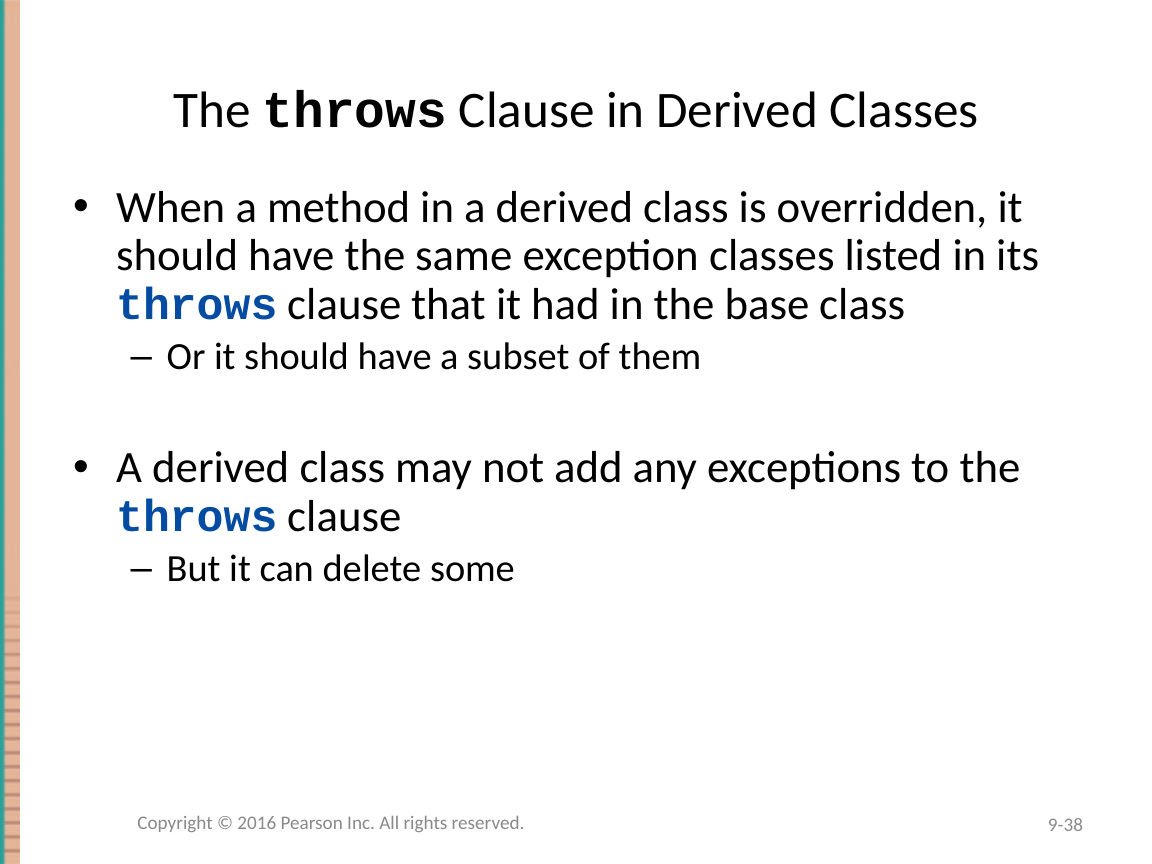 The throws Clause in Derived Classes
• When a method in a derived class is overridden, it
should have the same exception classes listed in its
throws clause that it had in the base class
– Or it should have a subset of them
• A derived class may not add any exceptions to the
throws clause
– But it can delete some
Copyright © 2016 Pearson Inc. All rights reserved.
9-38